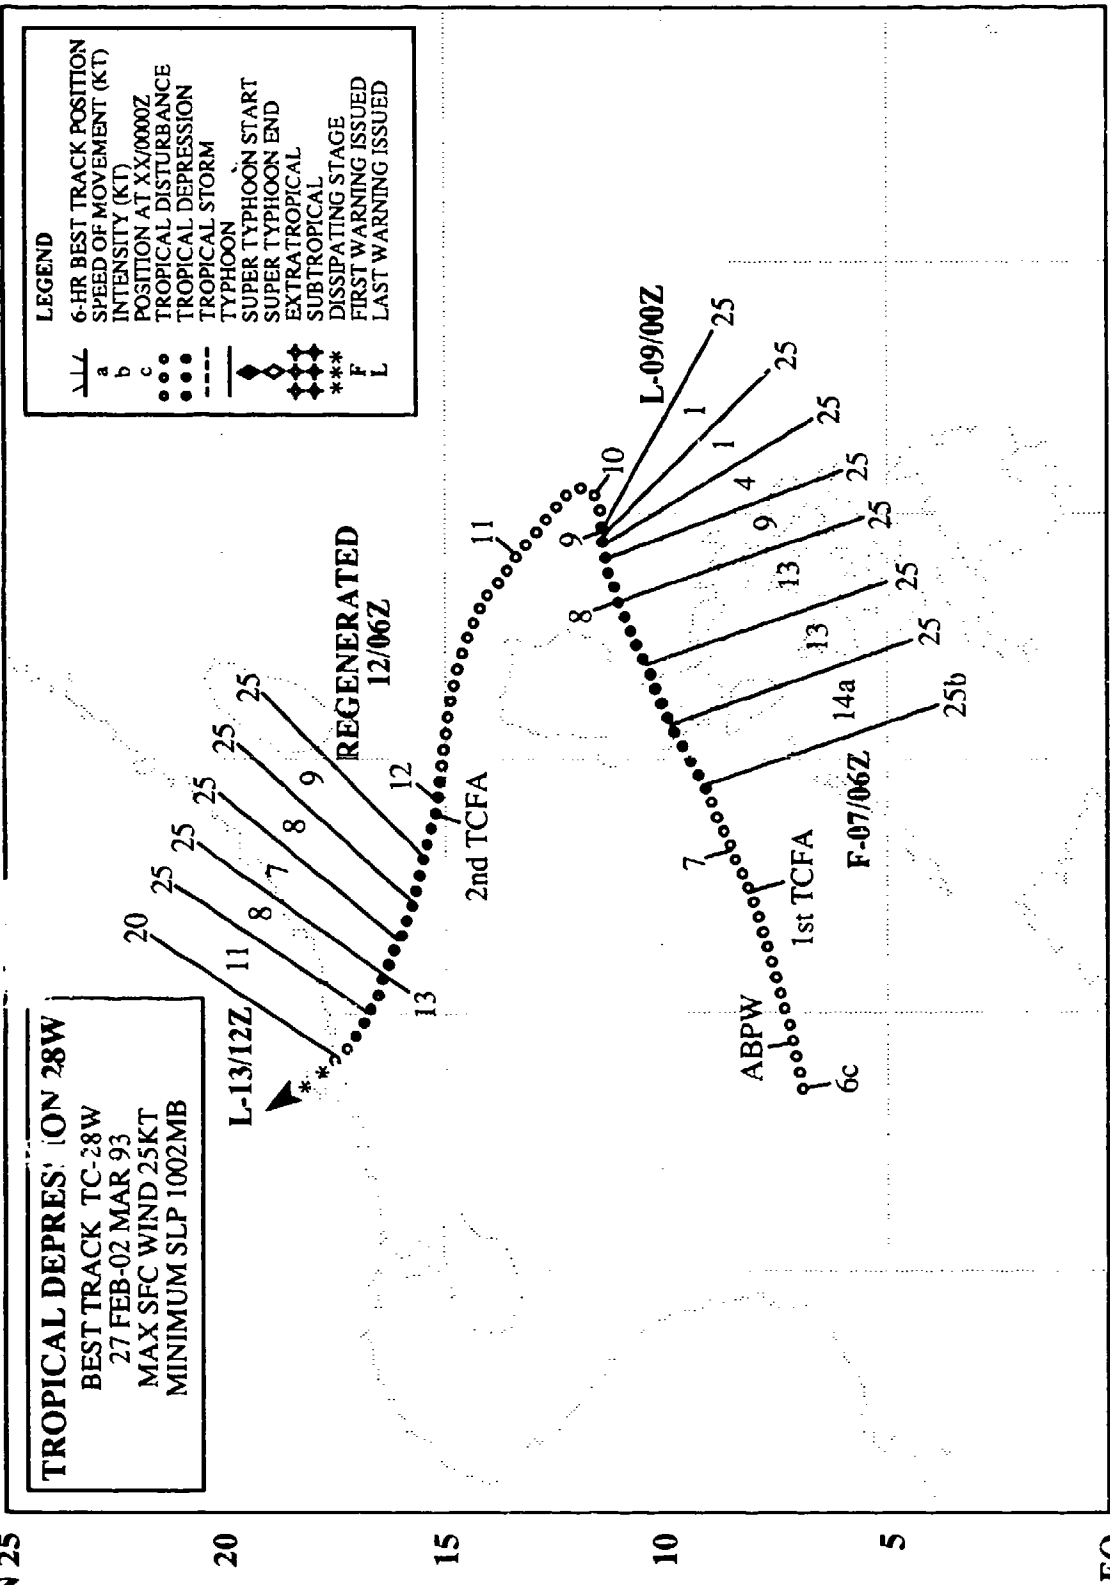 TROPICAL DEPRES ION 28W
BEST TRACK TC-28W
27 FEB-02 MAR 93
MAX SFC WIND 25KT
MINIMUM SLP 1002MB
LEGEND
6-HR BEST TRACK POSITION
a SPEED OF MOVEMENT (KT)
b INTENSITY (KT)
c POSITION AT XX/0000Z
TROPICAL DISTURBANCE
TROPICAL DEPRESSION
TROPICAL STORM
TYPHOON
SUPER TYPHOON START
SUPER TYPHOON END
EXTRATROPICAL
SUBTROPICAL
*** DISSIPATING STAGE
F FIRST WARNING ISSUED
L LAST WARNING ISSUED
N 25
20
15
10
5
EQ
L-13/12Z
20
25
25
25
25
25
11
8
7
8
9
13
12
REGENERATED
12/06Z
2nd TCFA
11
10
9
8
7
L-09/00Z
25
25
25
25
25
25
25
25b
1
1
4
9
13
13
14a
F-07/06Z
1st TCFA
ABPW
6c